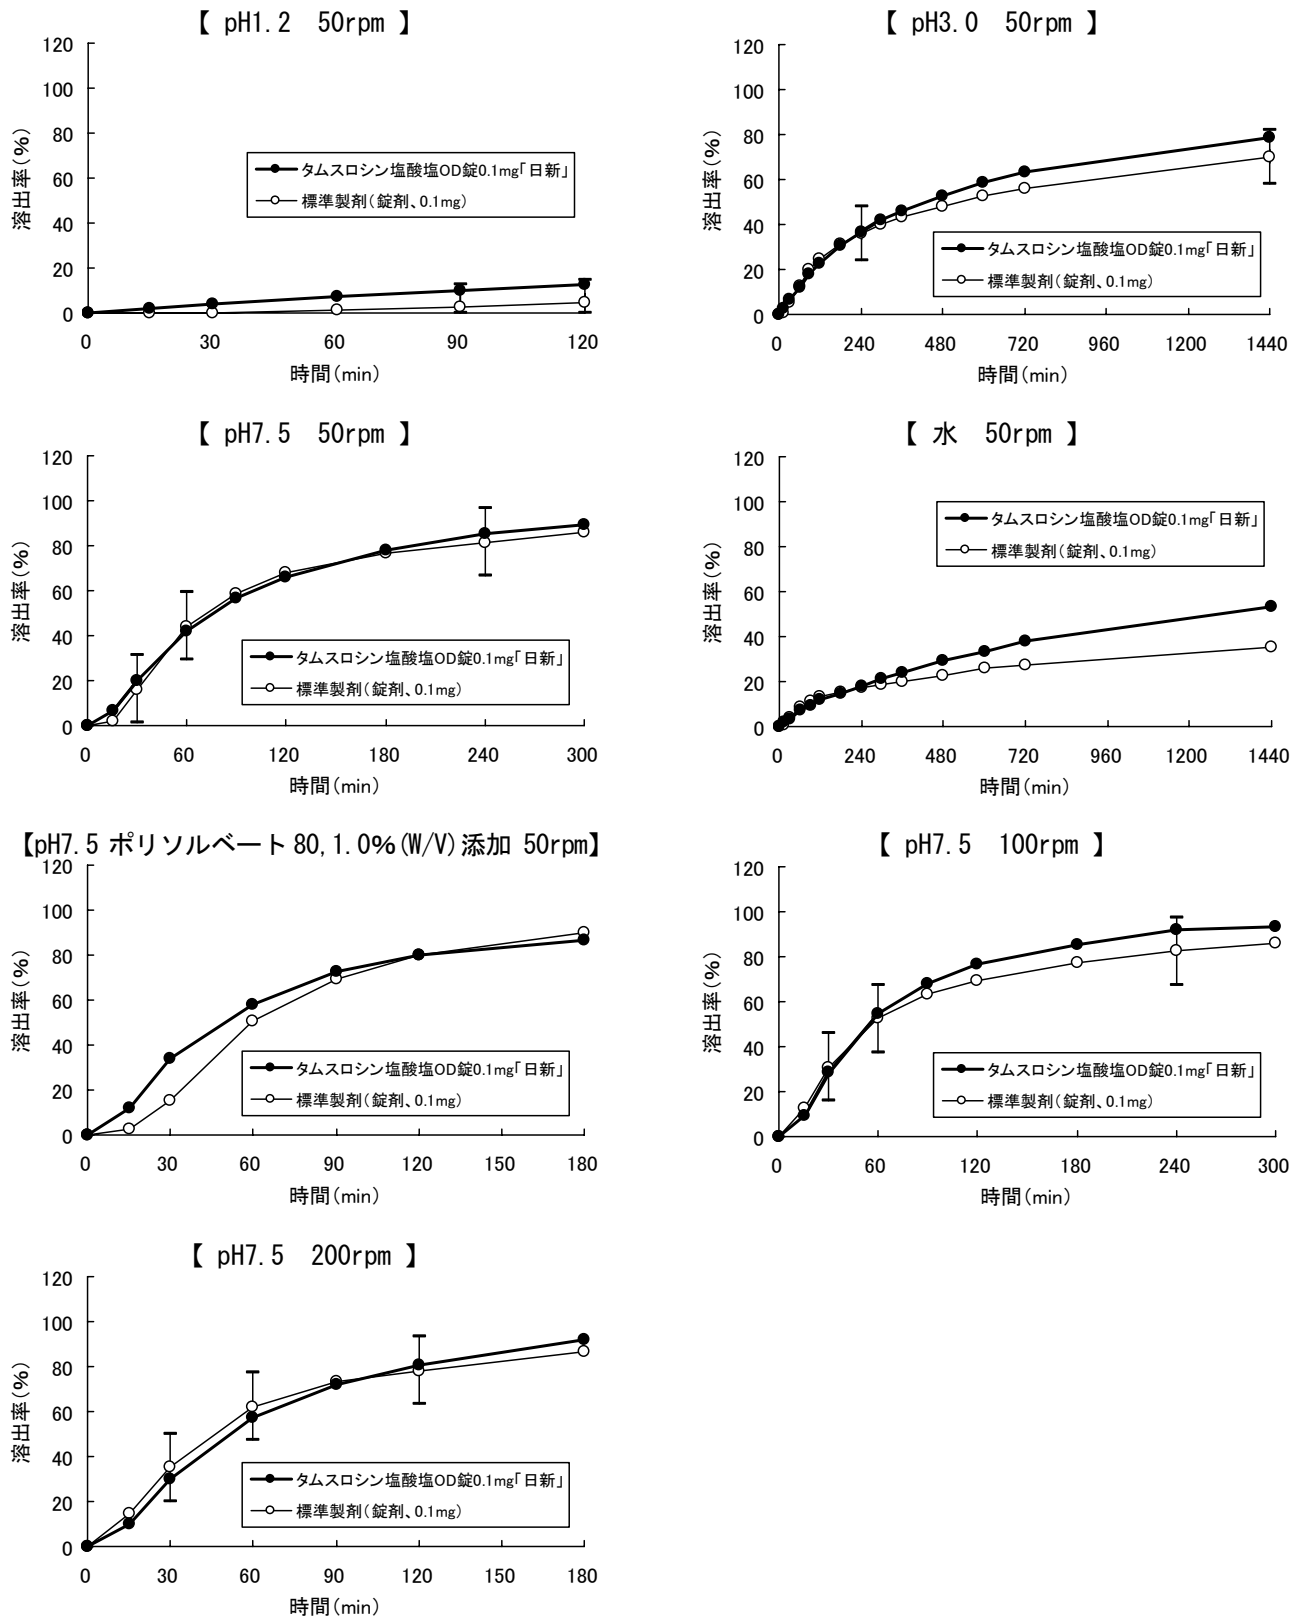 【 pH1.2　50rpm 】
120
100
80
60
40
20
0
溶出率(%)
タムスロシン塩酸塩OD錠0.1mg「日新」
標準製剤(錠剤、0.1mg)
0 30 60 90 120
時間(min)
【 pH3.0　50rpm 】
120
100
80
60
40
20
0
溶出率(%)
タムスロシン塩酸塩OD錠0.1mg「日新」
標準製剤(錠剤、0.1mg)
0 240 480 720 960 1200 1440
時間(min)
【 pH7.5　50rpm 】
120
100
80
60
40
20
0
溶出率(%)
タムスロシン塩酸塩OD錠0.1mg「日新」
標準製剤(錠剤、0.1mg)
0 60 120 180 240 300
時間(min)
【 水　50rpm 】
120
100
80
60
40
20
0
溶出率(%)
タムスロシン塩酸塩OD錠0.1mg「日新」
標準製剤(錠剤、0.1mg)
0 240 480 720 960 1200 1440
時間(min)
【pH7.5 ポリソルベート 80,1.0%(W/V)添加 50rpm】
120
100
80
60
40
20
0
溶出率(%)
タムスロシン塩酸塩OD錠0.1mg「日新」
標準製剤(錠剤、0.1mg)
0 30 60 90 120 150 180
時間(min)
【 pH7.5　100rpm 】
120
100
80
60
40
20
0
溶出率(%)
タムスロシン塩酸塩OD錠0.1mg「日新」
標準製剤(錠剤、0.1mg)
0 60 120 180 240 300
時間(min)
【 pH7.5　200rpm 】
120
100
80
60
40
20
0
溶出率(%)
タムスロシン塩酸塩OD錠0.1mg「日新」
標準製剤(錠剤、0.1mg)
0 30 60 90 120 150 180
時間(min)